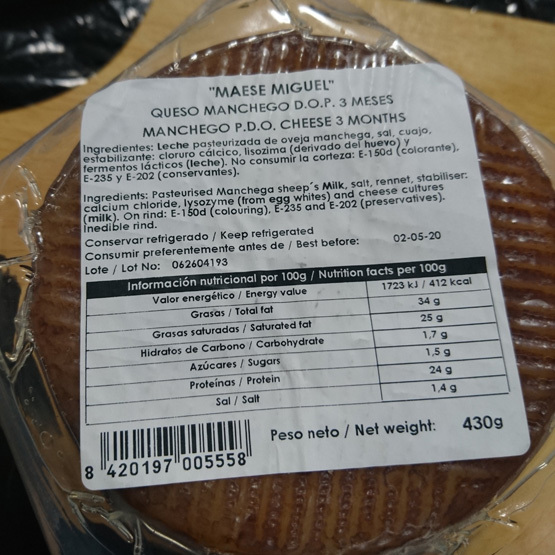 "MAESE MIGUEL"
QUESO MANCHEGO D.O.P. 3 MESES
MANCHEGO P.D.O. CHEESE 3 MONTHS
Ingredientes: Leche pasteurizada de oveja manchega, sal, cuajo,
estabilizante: cloruro cálcico, lisozima (derivado del huevo) y
fermentos lácticos (leche). No consumir la corteza: E-150d (colorante),
E-235 y E-202 (conservantes).
Ingredients: Pasteurised Manchega sheep´s Milk, salt, rennet, stabiliser:
calcium chloride, lysozyme (from egg whites) and cheese cultures
(milk). On rind: E-150d (colouring), E-235 and E-202 (preservatives).
Inedible rind.
Conservar refrigerado / Keep refrigerated
Consumir preferentemente antes de / Best before: 02-05-20
Lote / Lot No: 062604193
Información nutricional por 100g / Nutrition facts per 100g
Valor energético / Energy value 1723 kJ / 412 kcal
Grasas / Total fat 34 g
Grasas saturadas / Saturated fat 25 g
Hidratos de Carbono / Carbohydrate 1,7 g
Azúcares / Sugars 1,5 g
Proteínas / Protein 24 g
Sal / Salt 1,4 g
Peso neto / Net weight: 430g
8 420197 005558